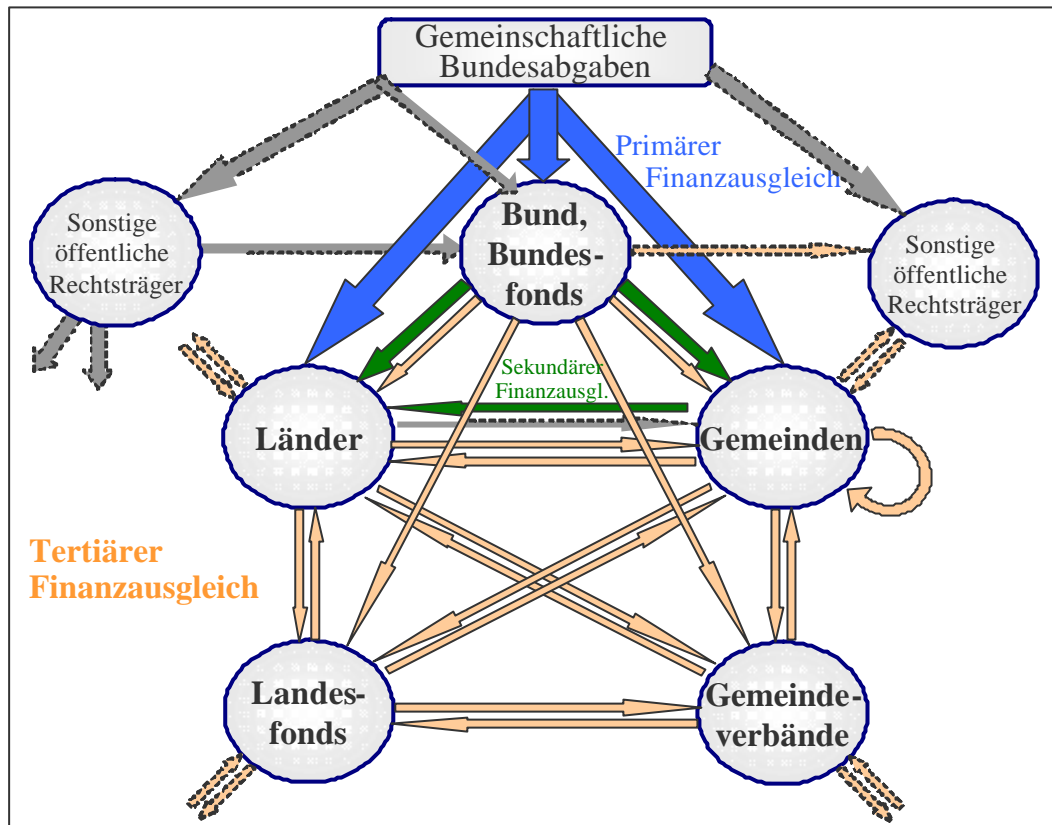 Gemeinschaftliche
Bundesabgaben
Primärer
Finanzausgleich
Sonstige
öffentliche
Rechtsträger
Bund,
Bundes-
fonds
Sonstige
öffentliche
Rechtsträger
Sekundärer
Finanzausgl.
Länder
Gemeinden
Tertiärer
Finanzausgleich
Landes-
fonds
Gemeinde-
verbände